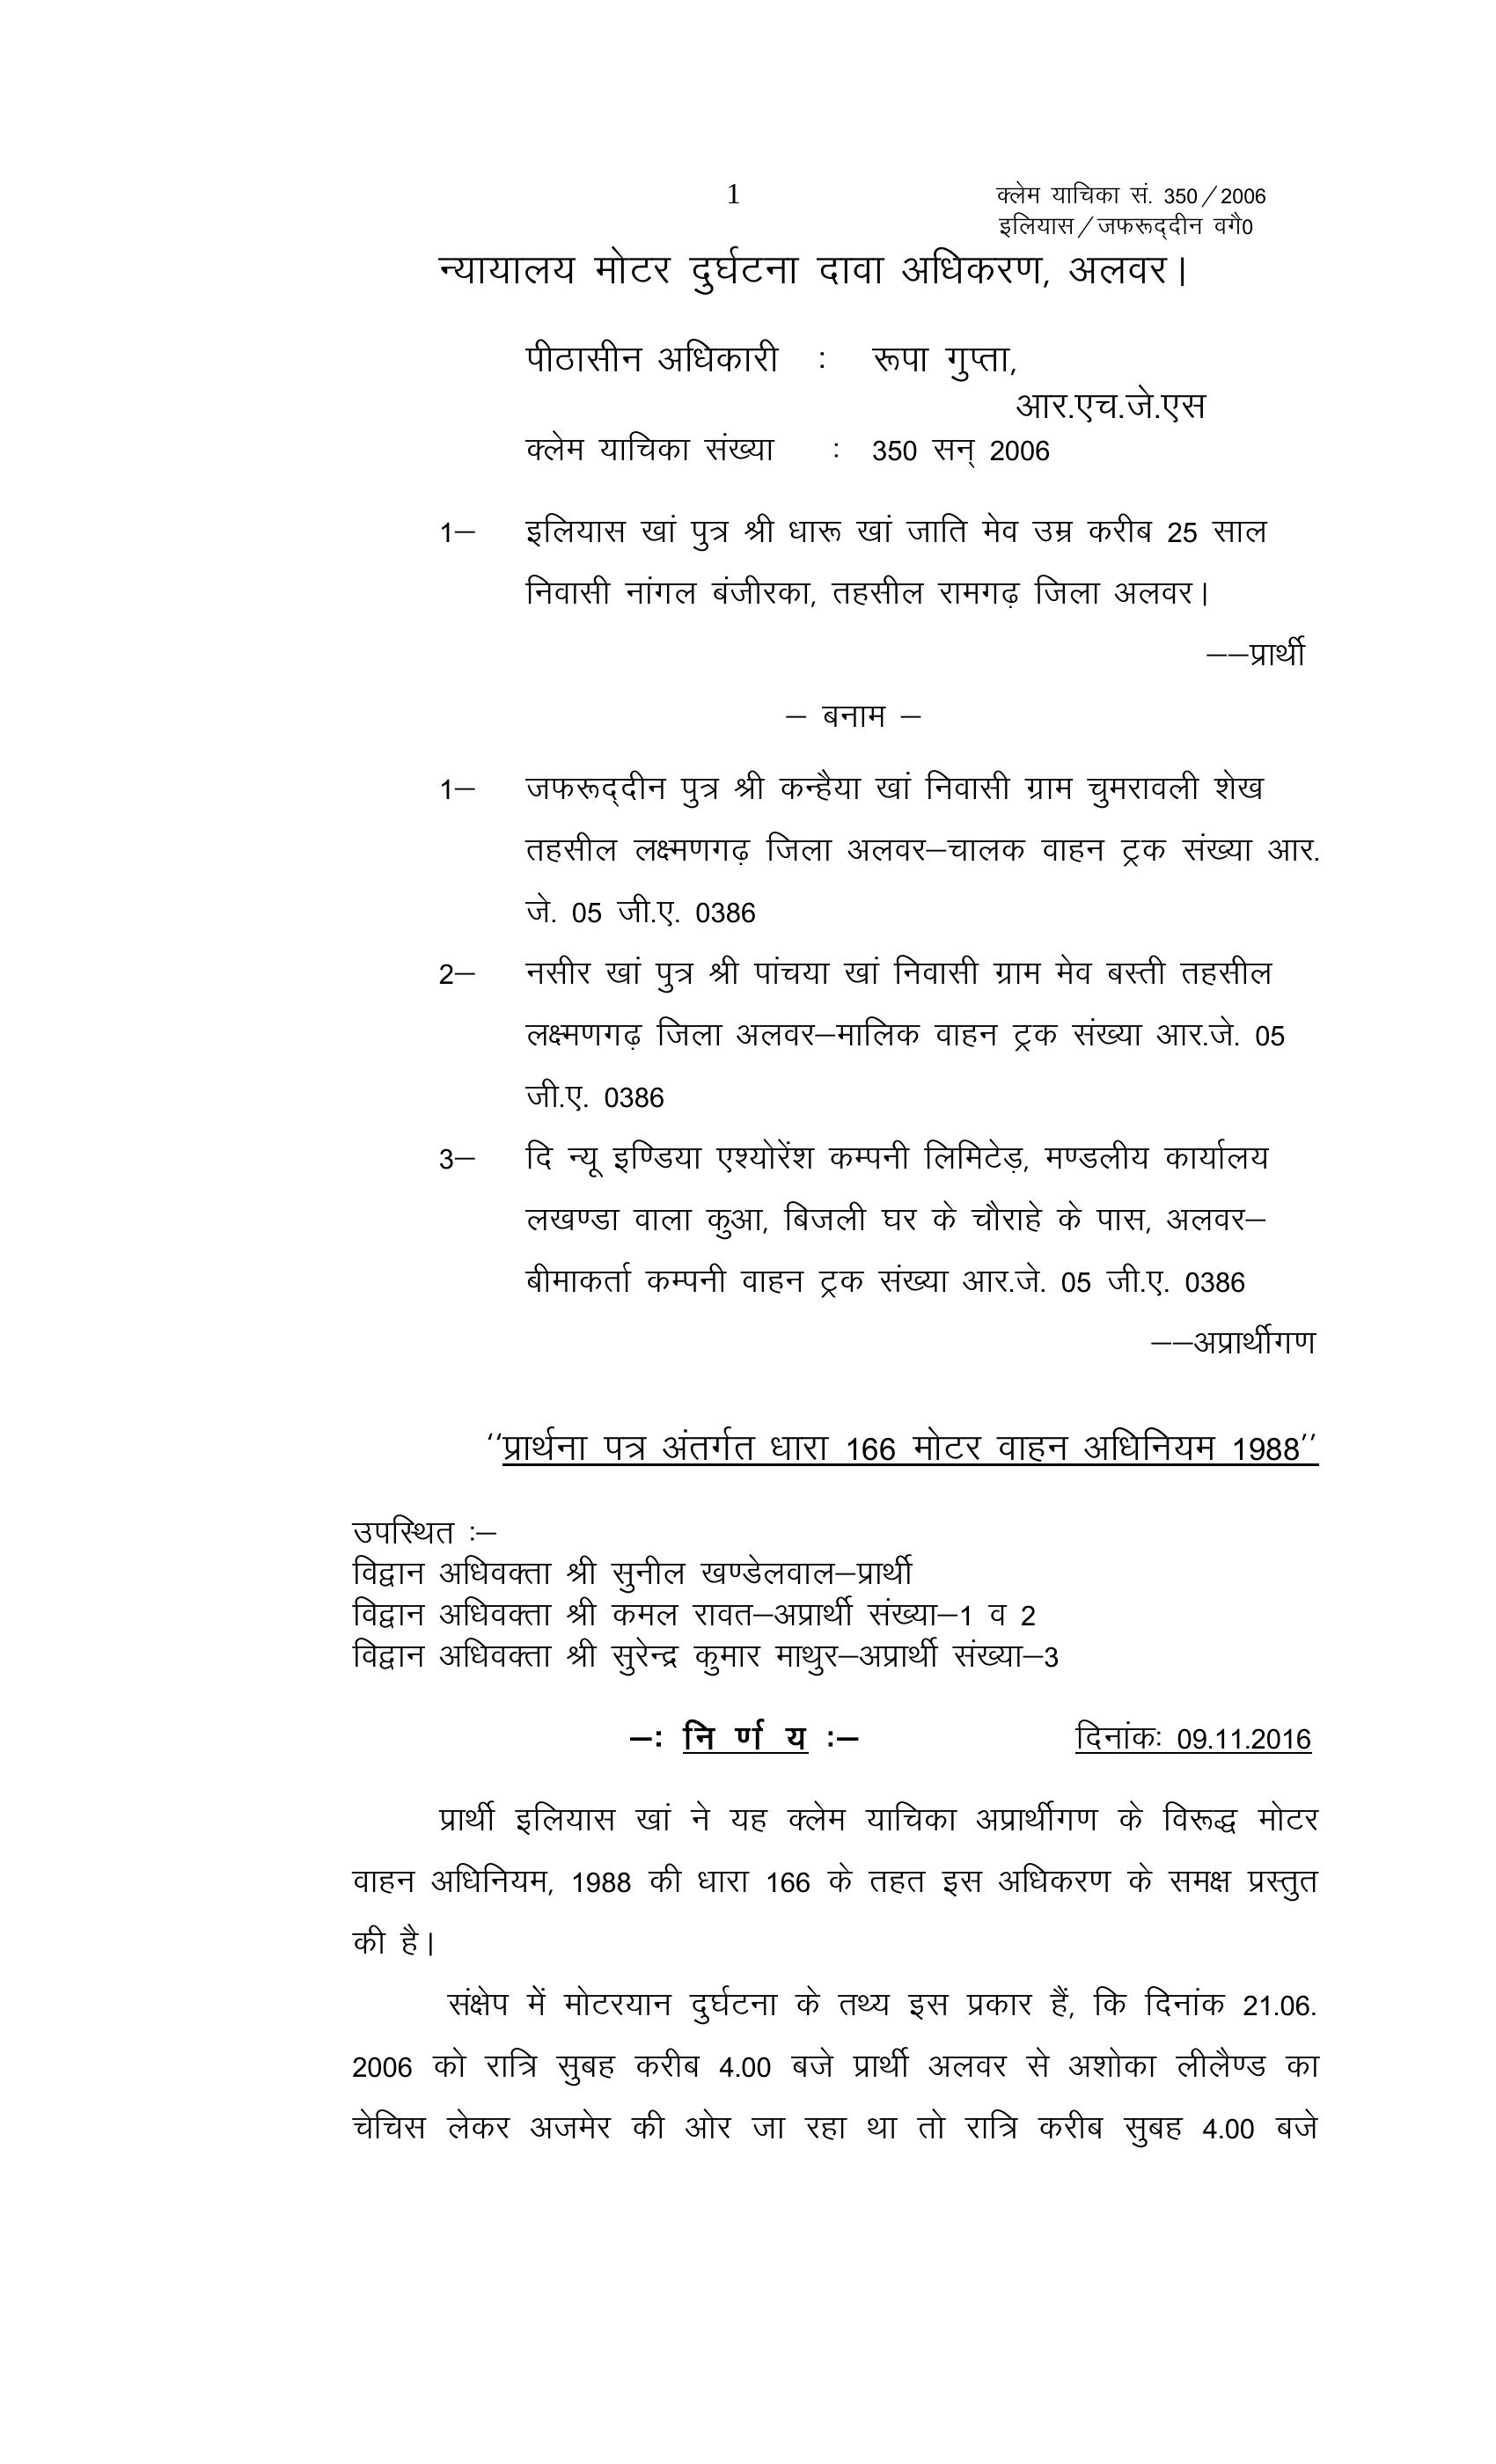 1 क्लेम याचिका सं. 350/2006
इलियास/जफरूद्दीन वगै0
न्यायालय मोटर दुर्घटना दावा अधिकरण, अलवर।
पीठासीन अधिकारी : रूपा गुप्ता,
आर.एच.जे.एस
क्लेम याचिका संख्या : 350 सन् 2006
1– इलियास खां पुत्र श्री धारू खां जाति मेव उम्र करीब 25 साल
निवासी नांगल बंजीरका, तहसील रामगढ़ जिला अलवर।
––प्रार्थी
– बनाम –
1– जफरूद्दीन पुत्र श्री कन्हैया खां निवासी ग्राम चुमरावली शेख
तहसील लक्ष्मणगढ़ जिला अलवर–चालक वाहन ट्रक संख्या आर.
जे. 05 जी.ए. 0386
2– नसीर खां पुत्र श्री पांचया खां निवासी ग्राम मेव बस्ती तहसील
लक्ष्मणगढ़ जिला अलवर–मालिक वाहन ट्रक संख्या आर.जे. 05
जी.ए. 0386
3– दि न्यू इण्डिया एश्योरेंश कम्पनी लिमिटेड़, मण्डलीय कार्यालय
लखण्डा वाला कुआ, बिजली घर के चौराहे के पास, अलवर–
बीमाकर्ता कम्पनी वाहन ट्रक संख्या आर.जे. 05 जी.ए. 0386
––अप्रार्थीगण
‘‘प्रार्थना पत्र अंतर्गत धारा 166 मोटर वाहन अधिनियम 1988’’
उपस्थित :–
विद्वान अधिवक्ता श्री सुनील खण्डेलवाल–प्रार्थी
विद्वान अधिवक्ता श्री कमल रावत–अप्रार्थी संख्या–1 व 2
विद्वान अधिवक्ता श्री सुरेन्द्र कुमार माथुर–अप्रार्थी संख्या–3
–: नि र्ण य :– दिनांक: 09.11.2016
प्रार्थी इलियास खां ने यह क्लेम याचिका अप्रार्थीगण के विरूद्ध मोटर
वाहन अधिनियम, 1988 की धारा 166 के तहत इस अधिकरण के समक्ष प्रस्तुत
की है।
संक्षेप में मोटरयान दुर्घटना के तथ्य इस प्रकार हैं, कि दिनांक 21.06.
2006 को रात्रि सुबह करीब 4.00 बजे प्रार्थी अलवर से अशोका लीलैण्ड का
चेचिस लेकर अजमेर की ओर जा रहा था तो रात्रि करीब सुबह 4.00 बजे